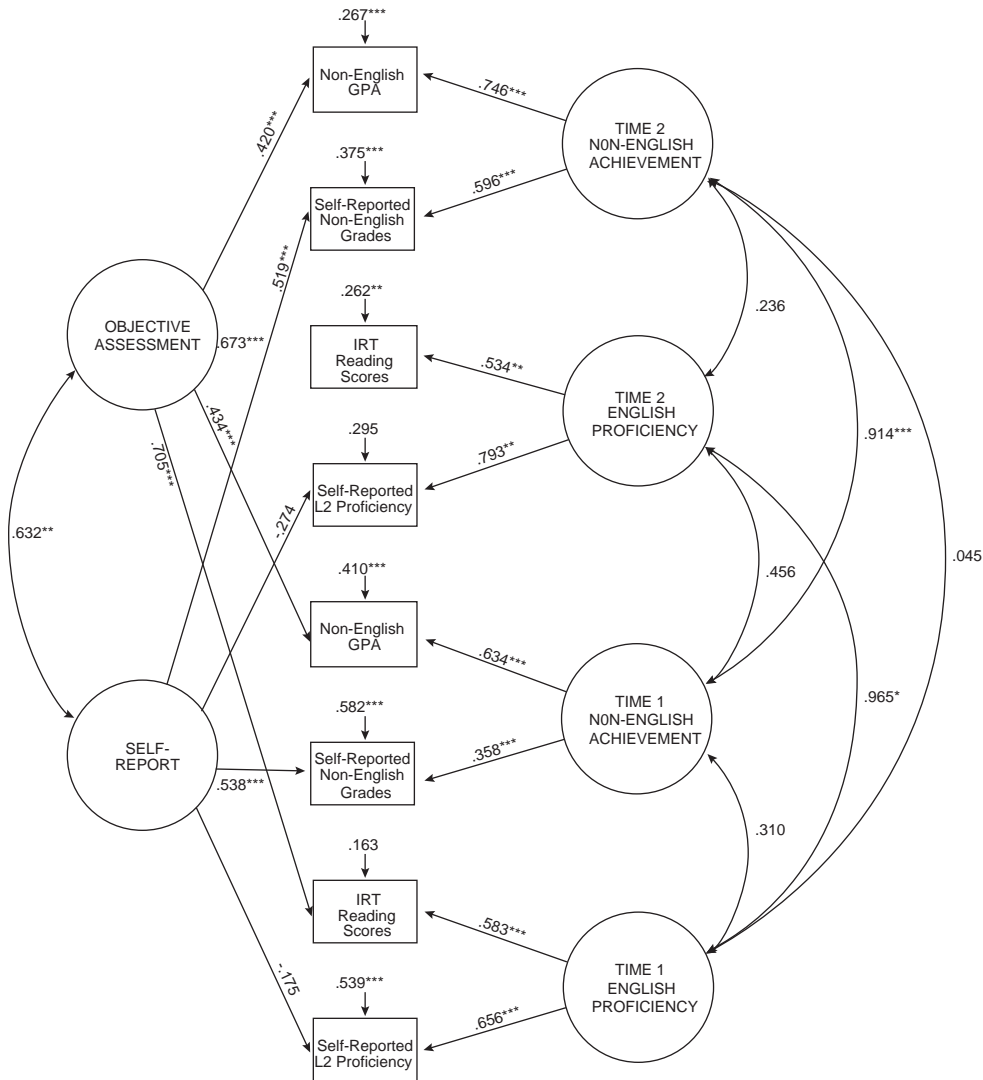 .267***
Non-English
GPA
.420***
.746***
TIME 2
N0N-ENGLISH
ACHIEVEMENT
.375***
Self-Reported
Non-English
Grades
.519***
.596***
.236
OBJECTIVE
ASSESSMENT
.673***
.262**
IRT
Reading
Scores
.534**
TIME 2
ENGLISH
PROFICIENCY
.434***
.705***
.295
Self-Reported
L2 Proficiency
.793**
.914***
-.274
.632**
.456
.045
.410***
Non-English
GPA
.634***
TIME 1
N0N-ENGLISH
ACHIEVEMENT
.965*
SELF-
REPORT
.582***
Self-Reported
Non-English
Grades
.538***
.358***
.310
.163
IRT
Reading
Scores
.583***
TIME 1
ENGLISH
PROFICIENCY
-.175
.539***
Self-Reported
L2 Proficiency
.656***